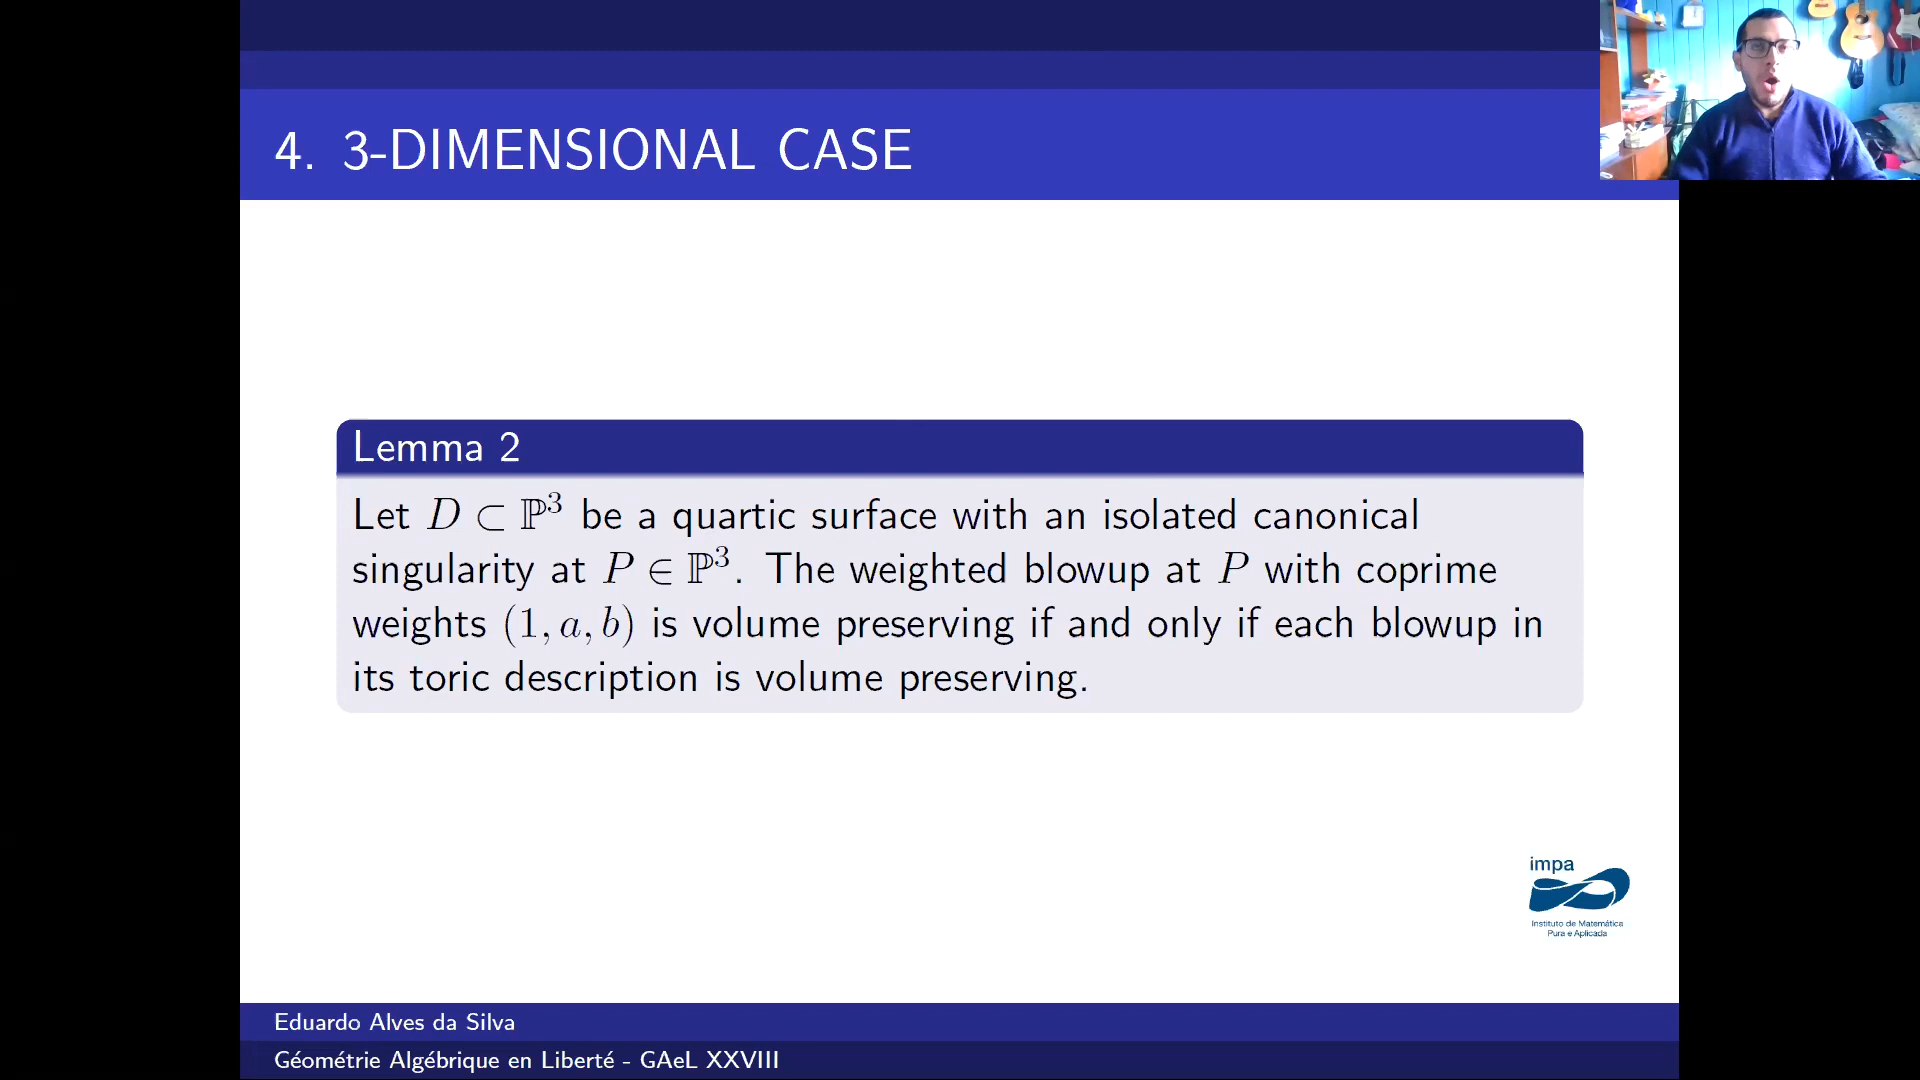 4. 3-DIMENSIONAL CASE
Lemma 2
Let D ⊂ ℙ³ be a quartic surface with an isolated canonical
singularity at P ∈ ℙ³. The weighted blowup at P with coprime
weights (1, a, b) is volume preserving if and only if each blowup in
its toric description is volume preserving.
impa
Instituto de Matemática
Pura e Aplicada
Eduardo Alves da Silva
Géométrie Algébrique en Liberté - GAeL XXVIII